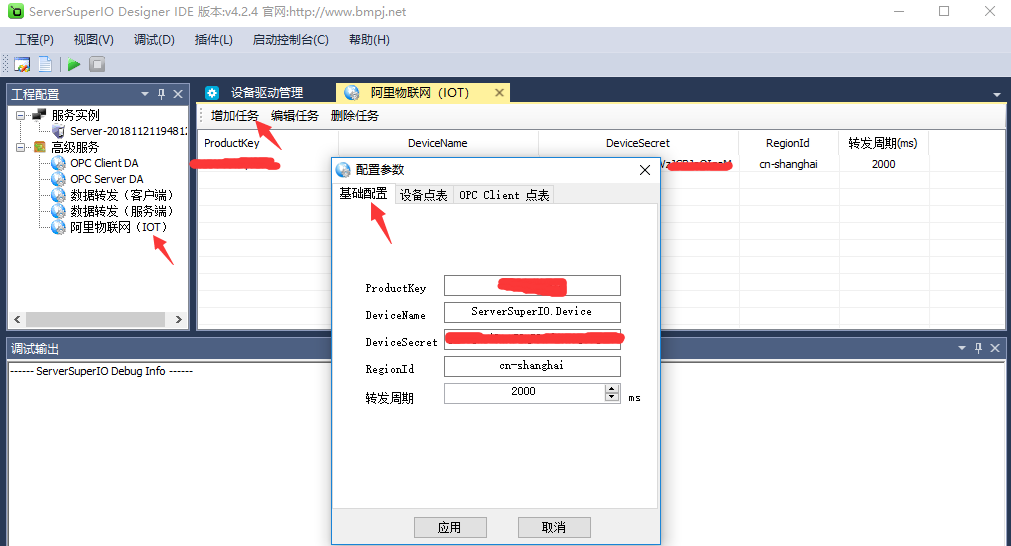 ServerSuperIO Designer IDE 版本:v4.2.4 官网:http://www.bmpj.net
工程(P) 视图(V) 调试(D) 插件(L) 启动控制台(C) 帮助(H)
工程配置
服务实例
Server-2018112119481
高级服务
OPC Client DA
OPC Server DA
数据转发（客户端）
数据转发（服务端）
阿里物联网（IOT）
设备驱动管理 阿里物联网（IOT）
增加任务 编辑任务 删除任务
ProductKey DeviceName DeviceSecret RegionId 转发周期(ms)
cn-shanghai 2000
配置参数
基础配置 设备点表 OPC Client 点表
ProductKey
DeviceName ServerSuperIO.Device
DeviceSecret
RegionId cn-shanghai
转发周期 2000 ms
应用 取消
调试输出
------ ServerSuperIO Debug Info ------